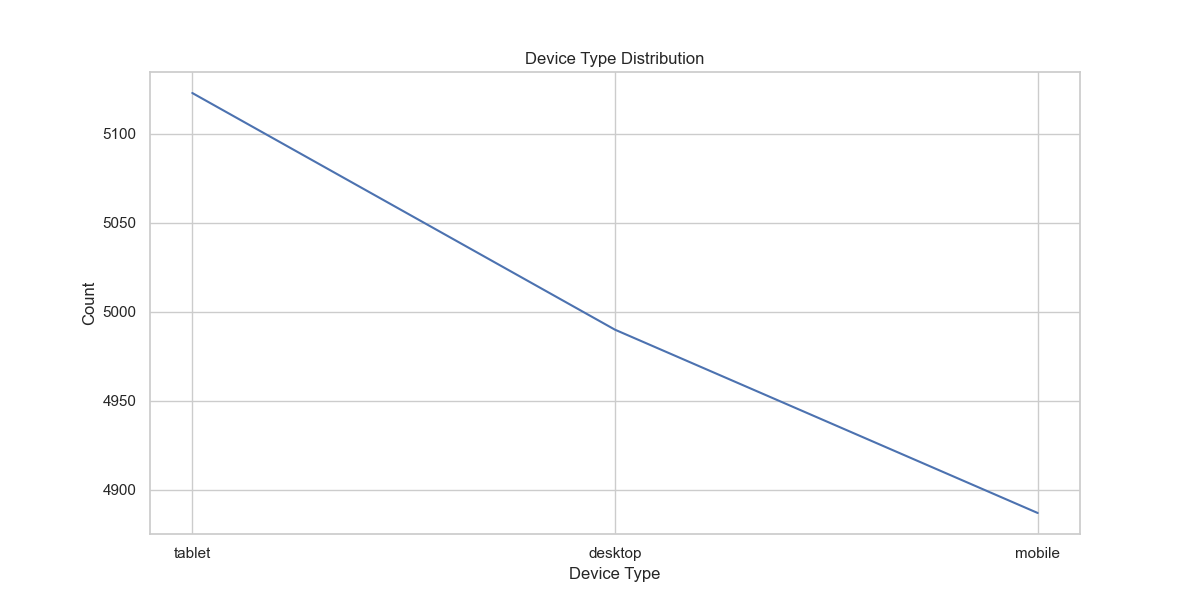 Device Type Distribution
5100
5050
5000
4950
4900
Count
tablet desktop mobile
Device Type